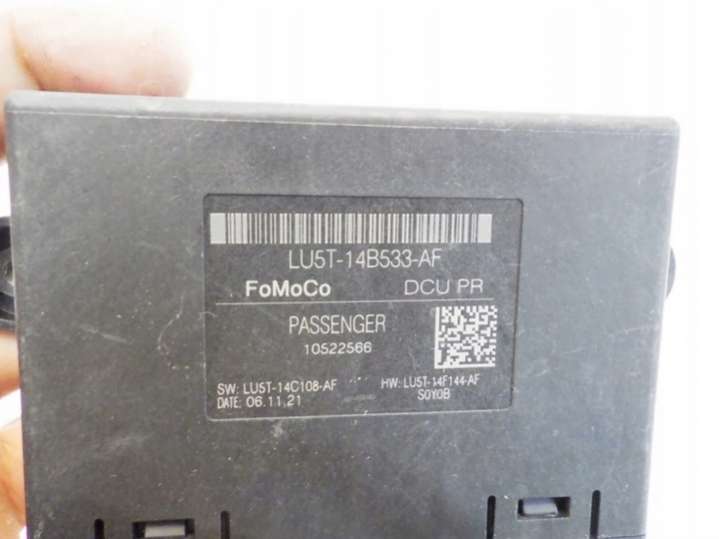 LU5T-14B533-AF
FoMoCo DCU PR
PASSENGER
10522566
SW: LU5T-14C108-AF HW: LU5T-14F144-AF
DATE: 06.11.21 S0Y0B